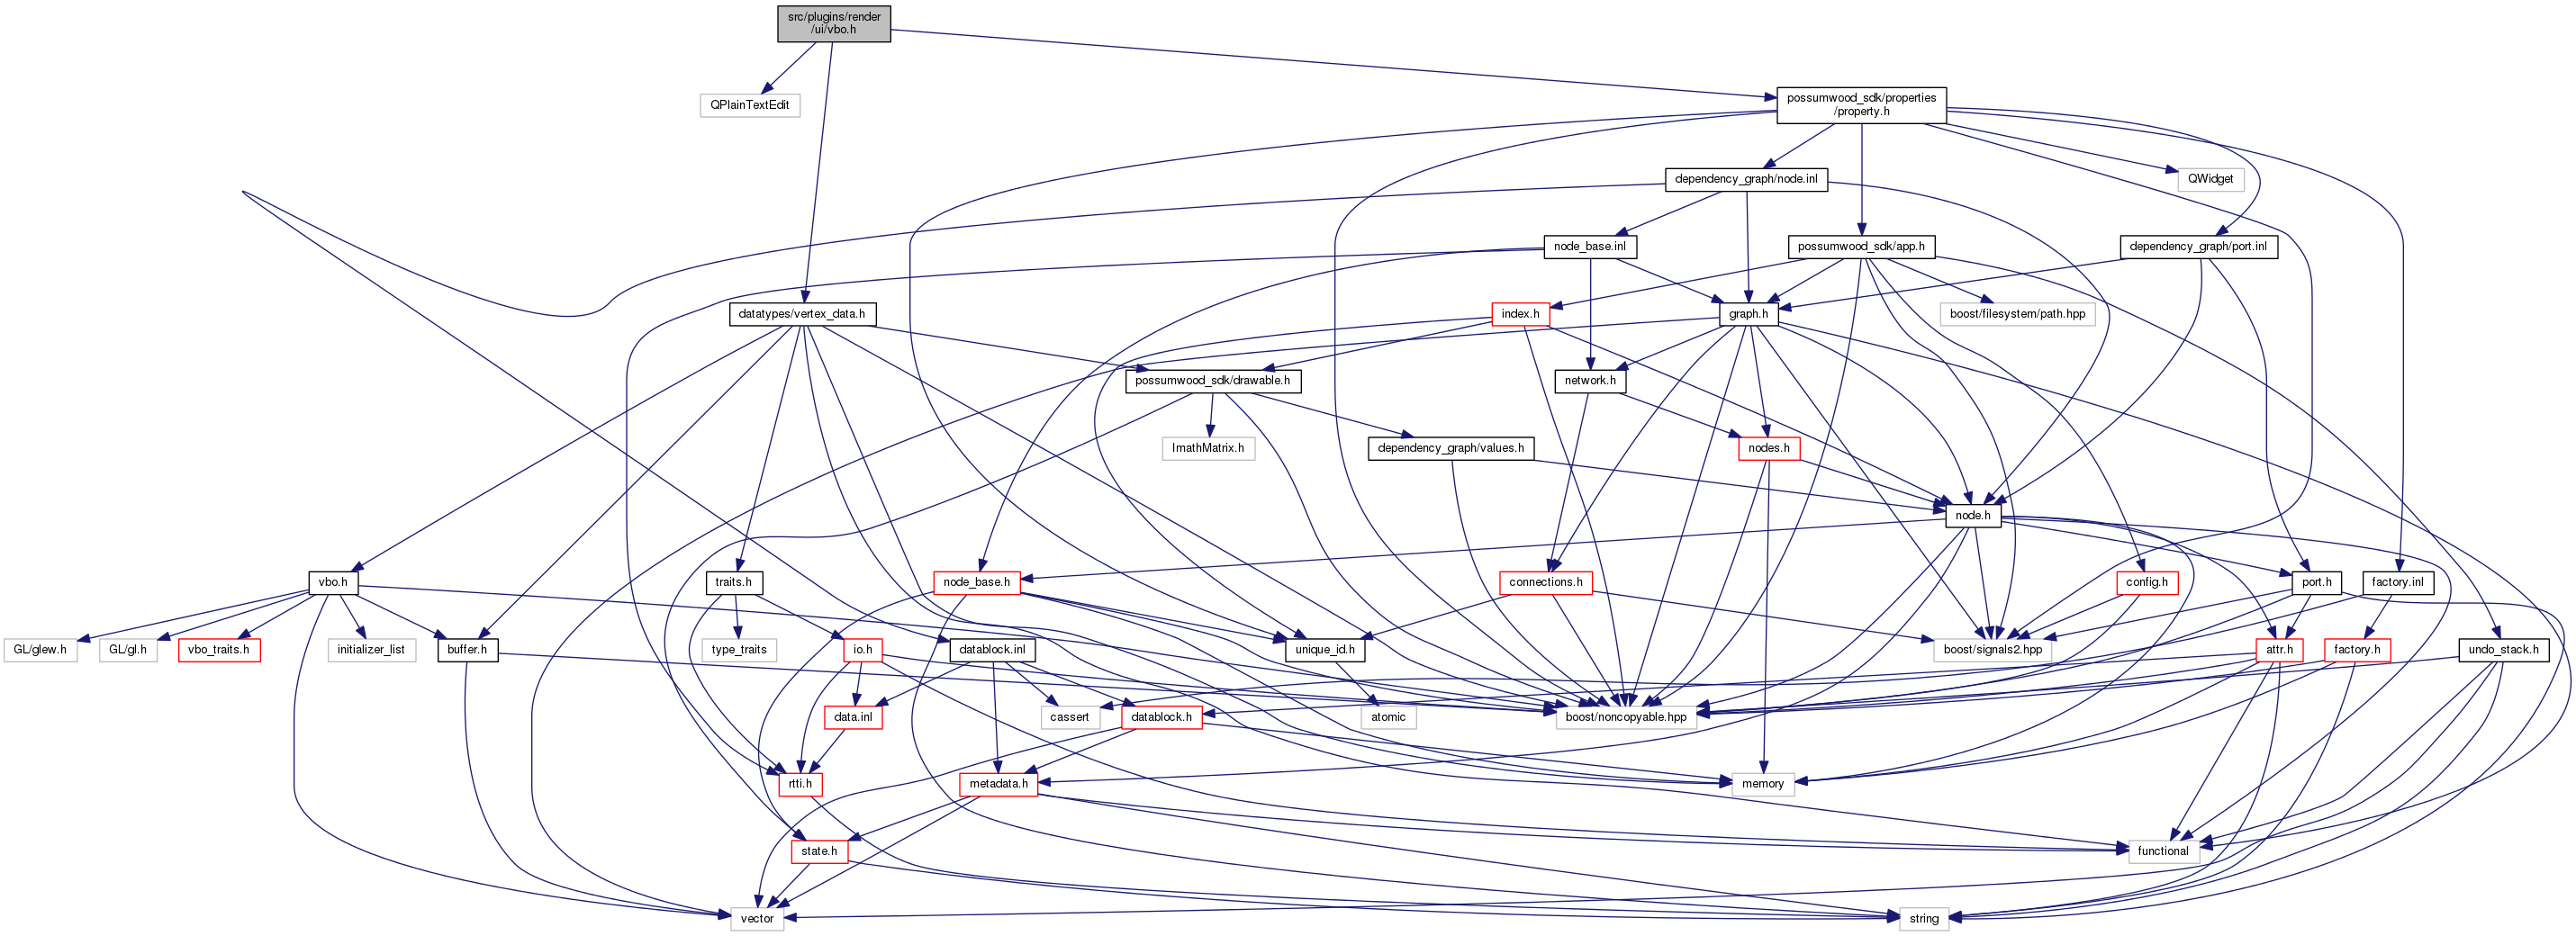 src/plugins/render
/ui/vbo.h
QPlainTextEdit
possumwood_sdk/properties
/property.h
dependency_graph/node.inl
QWidget
node_base.inl
possumwood_sdk/app.h
dependency_graph/port.inl
datatypes/vertex_data.h
index.h
graph.h
boost/filesystem/path.hpp
possumwood_sdk/drawable.h
network.h
ImathMatrix.h
dependency_graph/values.h
nodes.h
node.h
vbo.h
traits.h
node_base.h
connections.h
config.h
port.h
factory.inl
GL/glew.h
GL/gl.h
vbo_traits.h
initializer_list
buffer.h
type_traits
io.h
datablock.inl
unique_id.h
boost/signals2.hpp
attr.h
factory.h
undo_stack.h
data.inl
cassert
datablock.h
atomic
boost/noncopyable.hpp
rtti.h
metadata.h
memory
state.h
functional
vector
string